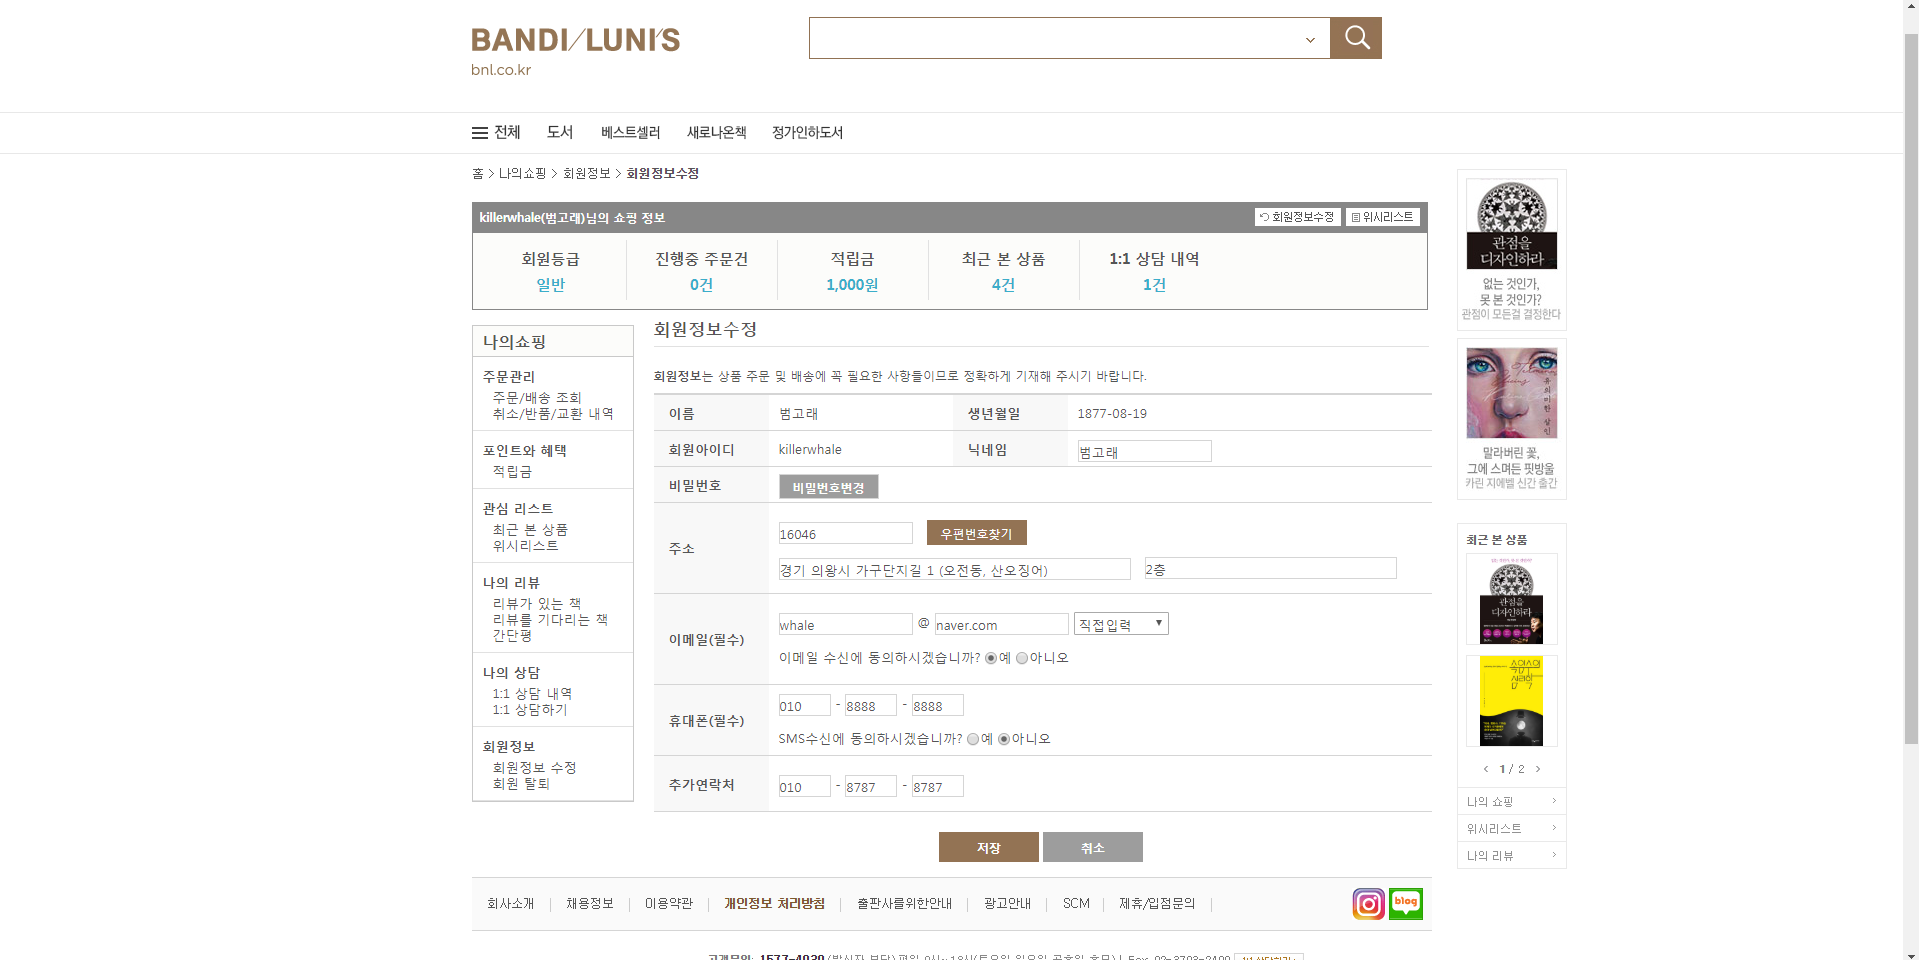 BANDI/LUNI'S
bnl.co.kr
전체 도서 베스트셀러 새로나온책 정가인하도서
홈 > 나의쇼핑 > 회원정보 > 회원정보수정
killerwhale(범고래)님의 쇼핑 정보
회원정보수정 위시리스트
회원등급 진행중 주문건 적립금 최근 본 상품 1:1 상담 내역
일반 0건 1,000원 4건 1건
나의쇼핑
주문관리
주문/배송 조회
취소/반품/교환 내역
포인트와 혜택
적립금
관심 리스트
최근 본 상품
위시리스트
나의 리뷰
리뷰가 있는 책
리뷰를 기다리는 책
간단평
나의 상담
1:1 상담 내역
1:1 상담하기
회원정보
회원정보 수정
회원 탈퇴
회원정보수정
회원정보는 상품 주문 및 배송에 꼭 필요한 사항들이므로 정확하게 기재해 주시기 바랍니다.
이름 범고래 생년월일 1877-08-19
회원아이디 killerwhale 닉네임 범고래
비밀번호 비밀번호변경
주소 16046 우편번호찾기
경기 의왕시 가구단지길 1 (오전동, 산오징어) 2층
이메일(필수) whale @ naver.com 직접입력
이메일 수신에 동의하시겠습니까? 예 아니오
휴대폰(필수) 010 - 8888 - 8888
SMS수신에 동의하시겠습니까? 예 아니오
추가연락처 010 - 8787 - 8787
저장 취소
관점을
디자인하라
없는 것인가,
못 본 것인가?
관점이 모든걸 결정한다
유의미한 살인
말라버린 꽃,
그에 스며든 핏방울
카린 지에벨 신간 출간
최근 본 상품
관점을
디자인하라
< 1 / 2 >
나의 쇼핑 >
위시리스트 >
나의 리뷰 >
회사소개 채용정보 이용약관 개인정보 처리방침 출판사를위한안내 광고안내 SCM 제휴/입점문의
blog